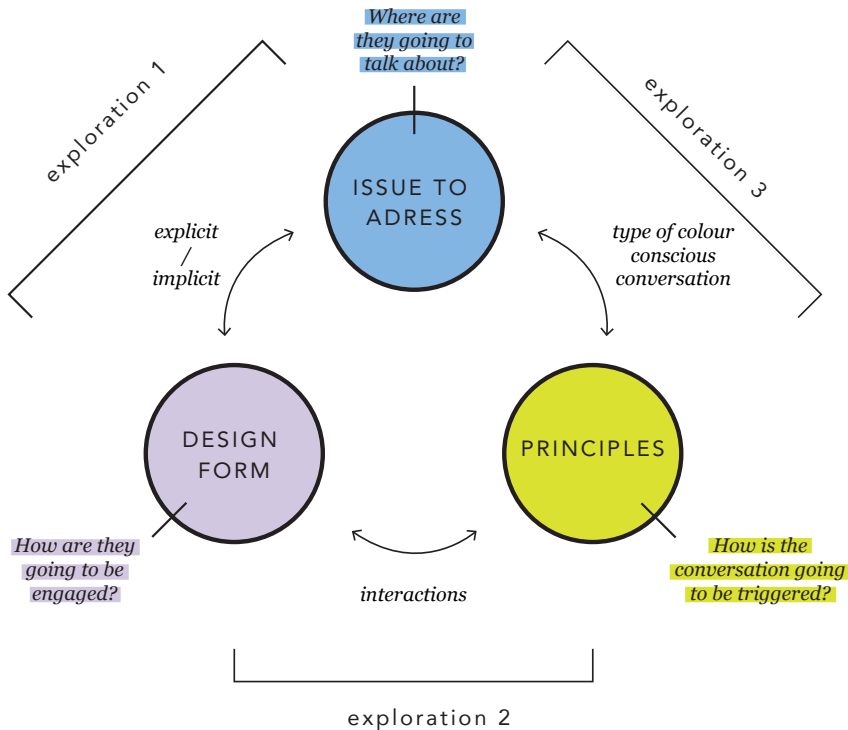 Where are
they going to
talk about?
exploration 1
exploration 3
ISSUE TO
ADRESS
explicit
/
implicit
type of colour
conscious
conversation
DESIGN
FORM
PRINCIPLES
How are they
going to be
engaged?
interactions
How is the
conversation going
to be triggered?
exploration 2